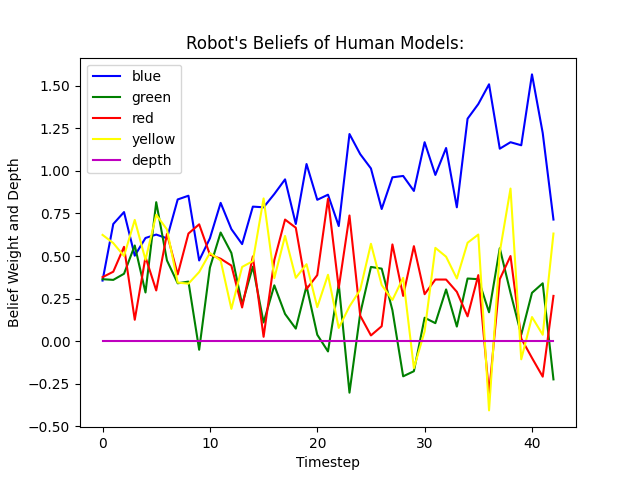 Robot's Beliefs of Human Models:
blue
green
red
yellow
depth
Belief Weight and Depth
1.50
1.25
1.00
0.75
0.50
0.25
0.00
−0.25
−0.50
0 10 20 30 40
Timestep